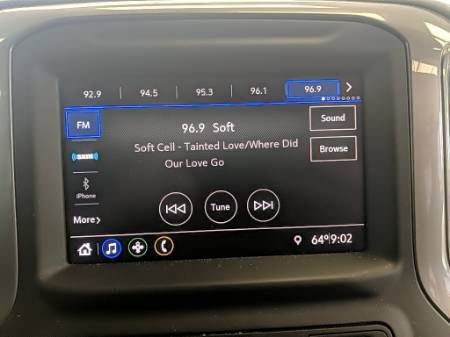 92.9 94.5 95.3 96.1 96.9
FM
96.9 Soft
Sound
Soft Cell - Tainted Love/Where Did
Our Love Go
Browse
SXM
iPhone
Tune
More
64° 9:02